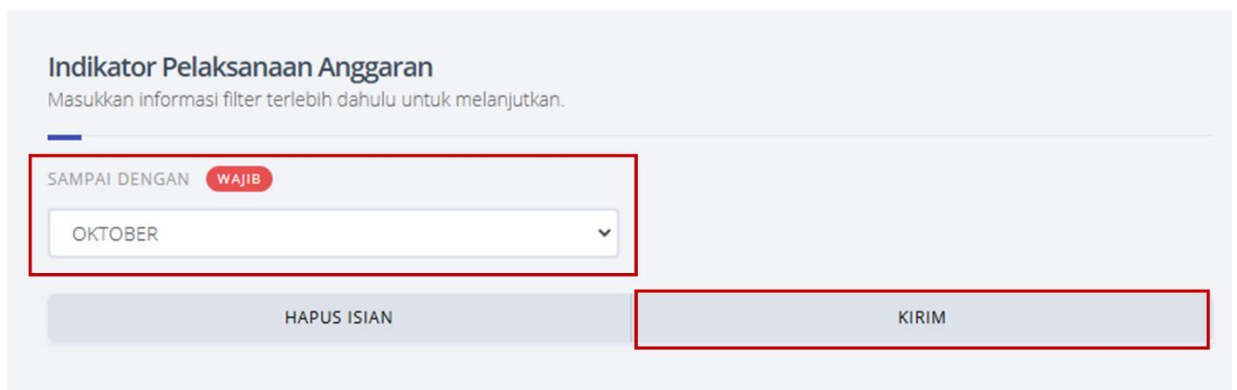 Indikator Pelaksanaan Anggaran
Masukkan informasi filter terlebih dahulu untuk melanjutkan.
SAMPAI DENGAN WAJIB
OKTOBER
HAPUS ISIAN KIRIM